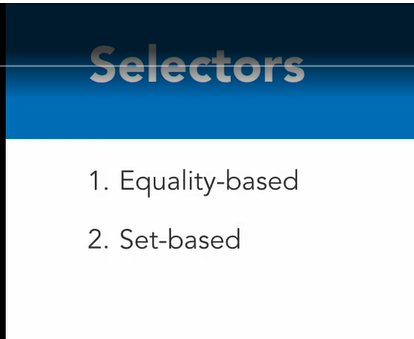 Selectors
1. Equality-based
2. Set-based